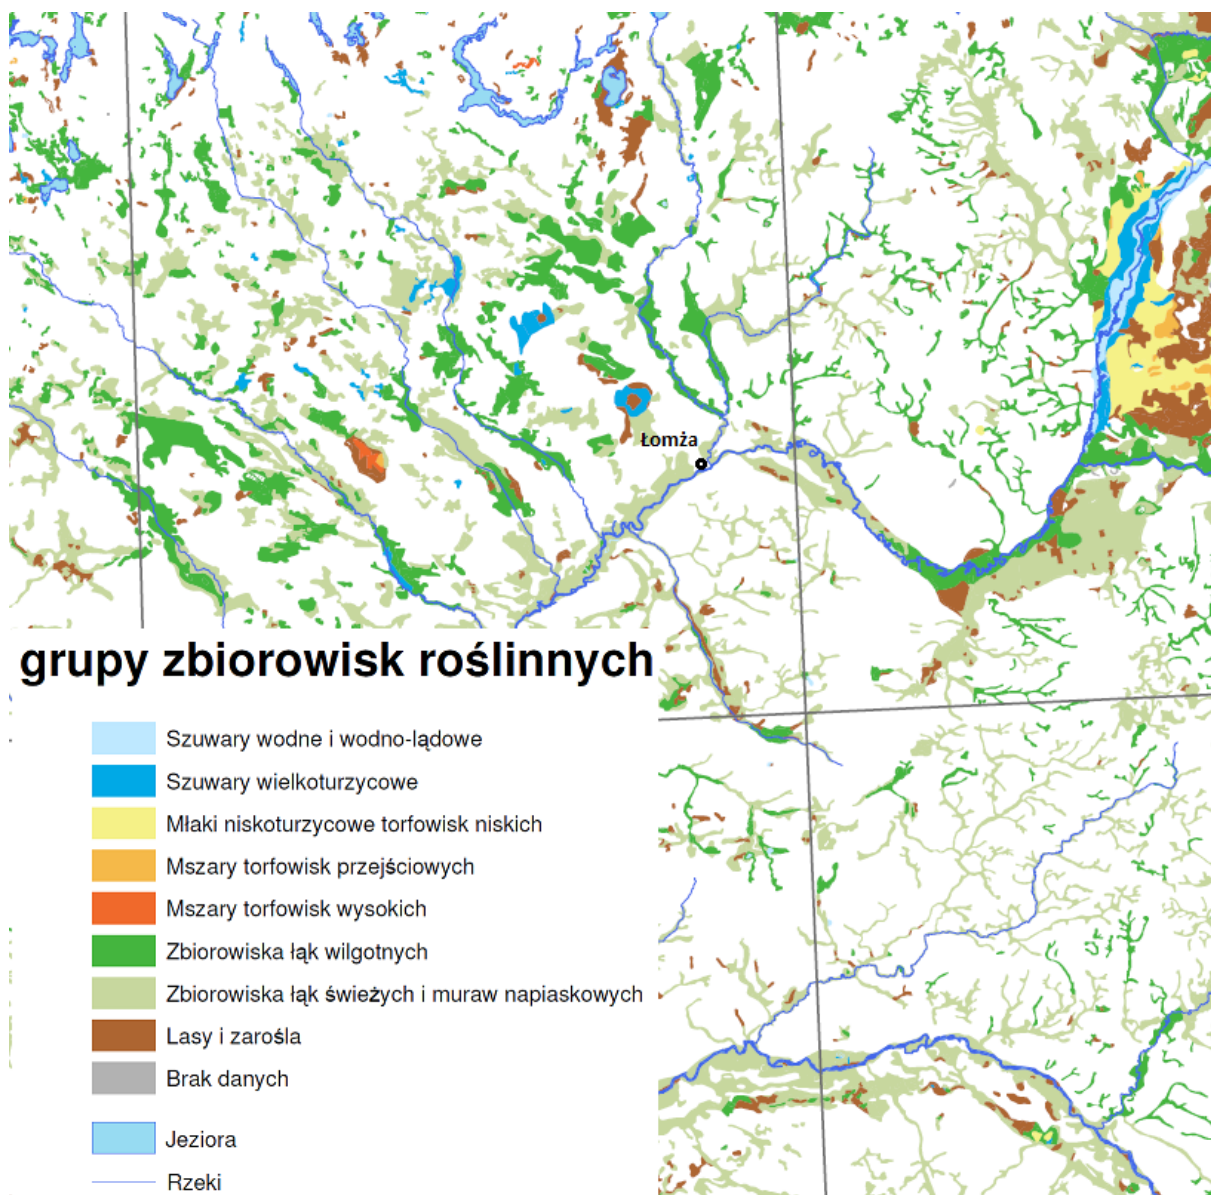 Łomża
grupy zbiorowisk roślinnych
Szuwary wodne i wodno-lądowe
Szuwary wielkoturzycowe
Młaki niskoturzycowe torfowisk niskich
Mszary torfowisk przejściowych
Mszary torfowisk wysokich
Zbiorowiska łąk wilgotnych
Zbiorowiska łąk świeżych i muraw napiaskowych
Lasy i zarośla
Brak danych
Jeziora
Rzeki